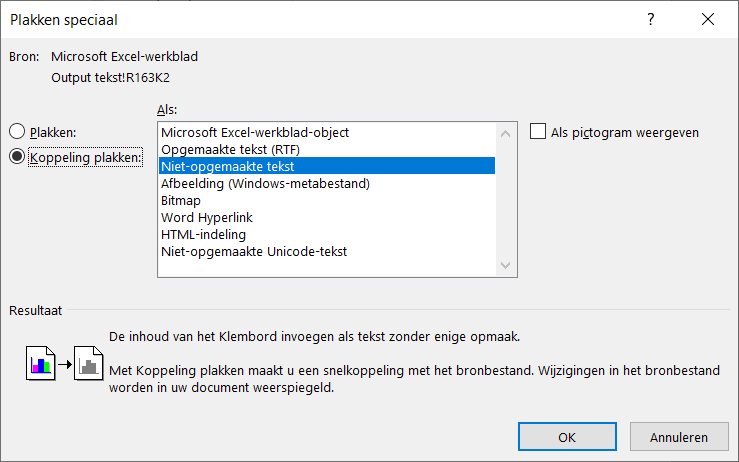 Plakken speciaal
Bron: Microsoft Excel-werkblad
Output tekst!R163K2
Als:
Plakken:
Koppeling plakken:
Microsoft Excel-werkblad-object
Opgemaakte tekst (RTF)
Niet-opgemaakte tekst
Afbeelding (Windows-metabestand)
Bitmap
Word Hyperlink
HTML-indeling
Niet-opgemaakte Unicode-tekst
Als pictogram weergeven
Resultaat
De inhoud van het Klembord invoegen als tekst zonder enige opmaak.
Met Koppeling plakken maakt u een snelkoppeling met het bronbestand. Wijzigingen in het bronbestand
worden in uw document weerspiegeld.
OK
Annuleren